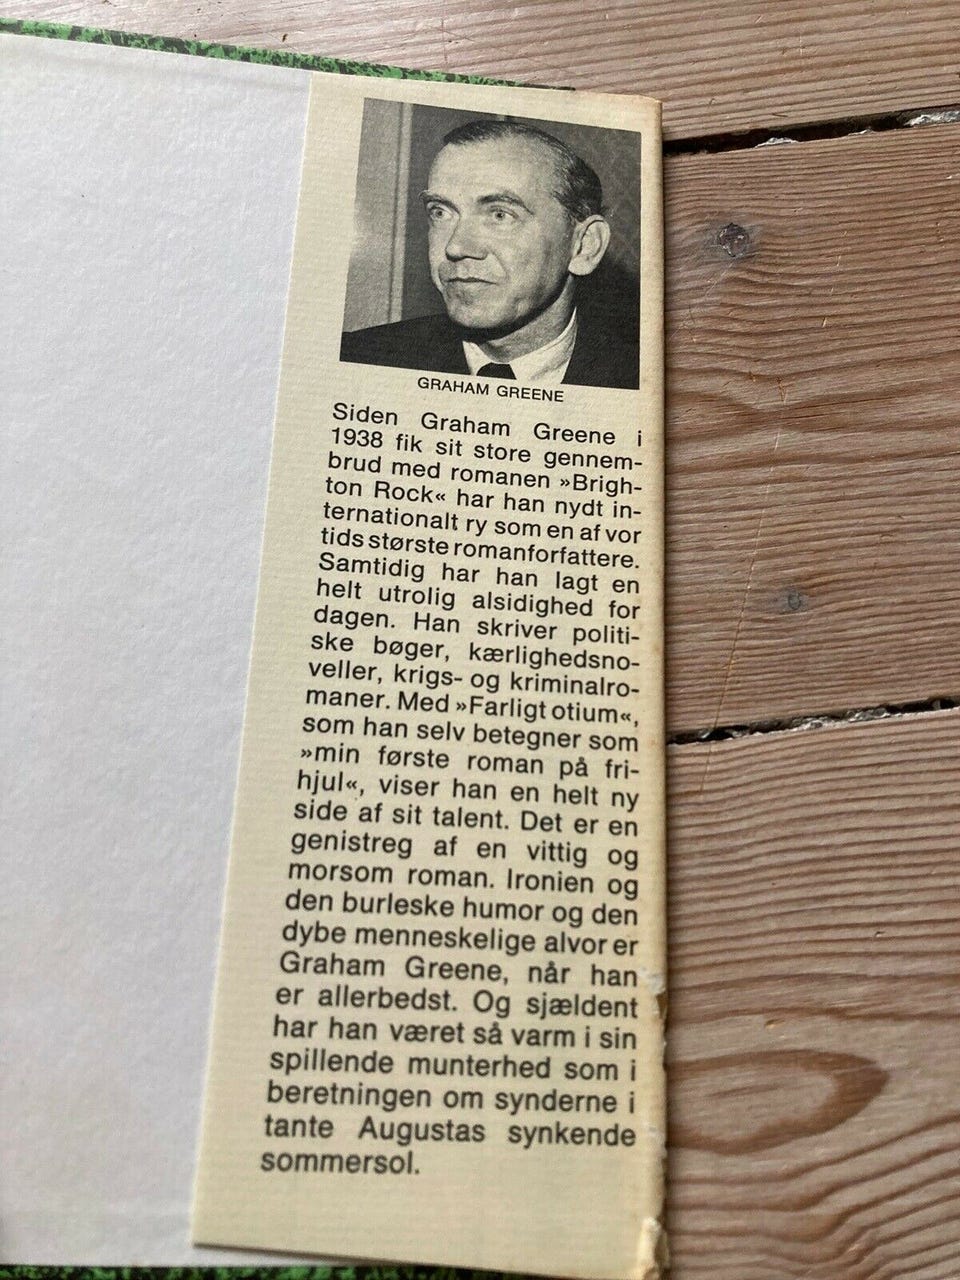 GRAHAM GREENE
Siden Graham Greene i
1938 fik sit store gennem-
brud med romanen »Brigh-
ton Rock« har han nydt in-
ternationalt ry som en af vor
tids største romanforfattere.
Samtidig har han lagt en
helt utrolig alsidighed for
dagen. Han skriver politi-
ske bøger, kærlighedsno-
veller, krigs- og kriminalro-
maner. Med »Farligt otium«,
som han selv betegner som
»min første roman på fri-
hjul«, viser han en helt ny
side af sit talent. Det er en
genistreg af en vittig og
morsom roman. Ironien og
den burleske humor og den
dybe menneskelige alvor er
Graham Greene, når han
er allerbedst. Og sjældent
har han været så varm i sin
spillende munterhed som i
beretningen om synderne i
tante Augustas synkende
sommersol.